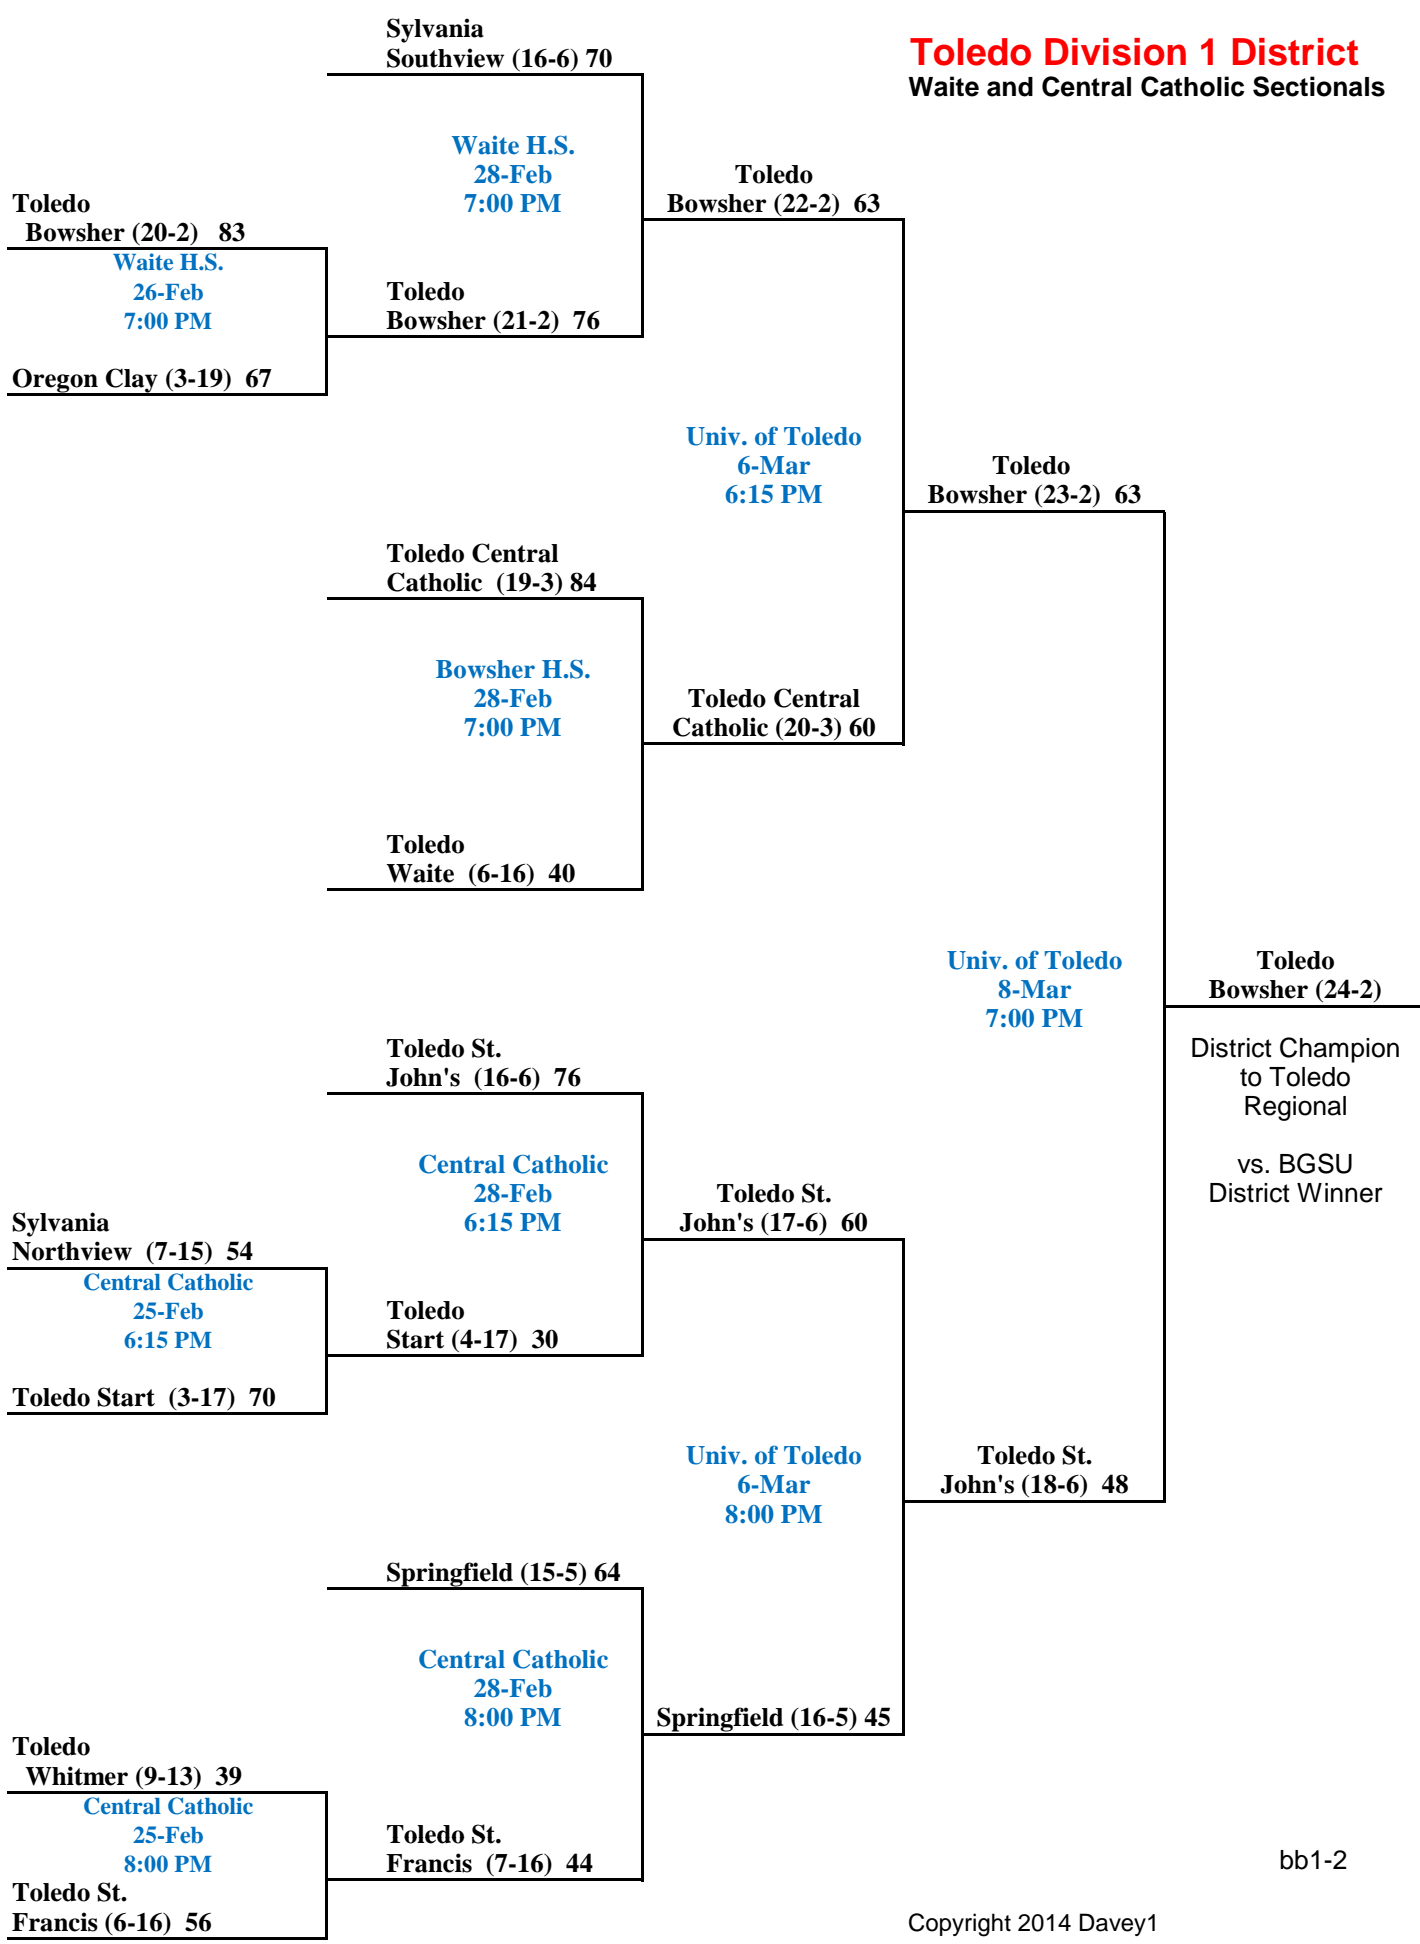 Sylvania
Southview (16-6) 70
Toledo Division 1 District
Waite and Central Catholic Sectionals
Waite H.S.
28-Feb
7:00 PM
Toledo
Bowsher (22-2) 63
Toledo
Bowsher (20-2) 83
Waite H.S.
26-Feb
7:00 PM
Toledo
Bowsher (21-2) 76
Oregon Clay (3-19) 67
Univ. of Toledo
6-Mar
6:15 PM
Toledo
Bowsher (23-2) 63
Toledo Central
Catholic (19-3) 84
Bowsher H.S.
28-Feb
7:00 PM
Toledo Central
Catholic (20-3) 60
Toledo
Waite (6-16) 40
Univ. of Toledo
8-Mar
7:00 PM
Toledo
Bowsher (24-2)
District Champion
to Toledo
Regional
vs. BGSU
District Winner
Toledo St.
John's (16-6) 76
Central Catholic
28-Feb
6:15 PM
Toledo St.
John's (17-6) 60
Sylvania
Northview (7-15) 54
Central Catholic
25-Feb
6:15 PM
Toledo
Start (4-17) 30
Toledo Start (3-17) 70
Univ. of Toledo
6-Mar
8:00 PM
Toledo St.
John's (18-6) 48
Springfield (15-5) 64
Central Catholic
28-Feb
8:00 PM
Springfield (16-5) 45
Toledo
Whitmer (9-13) 39
Central Catholic
25-Feb
8:00 PM
Toledo St.
Francis (7-16) 44
Toledo St.
Francis (6-16) 56
bb1-2
Copyright 2014 Davey1